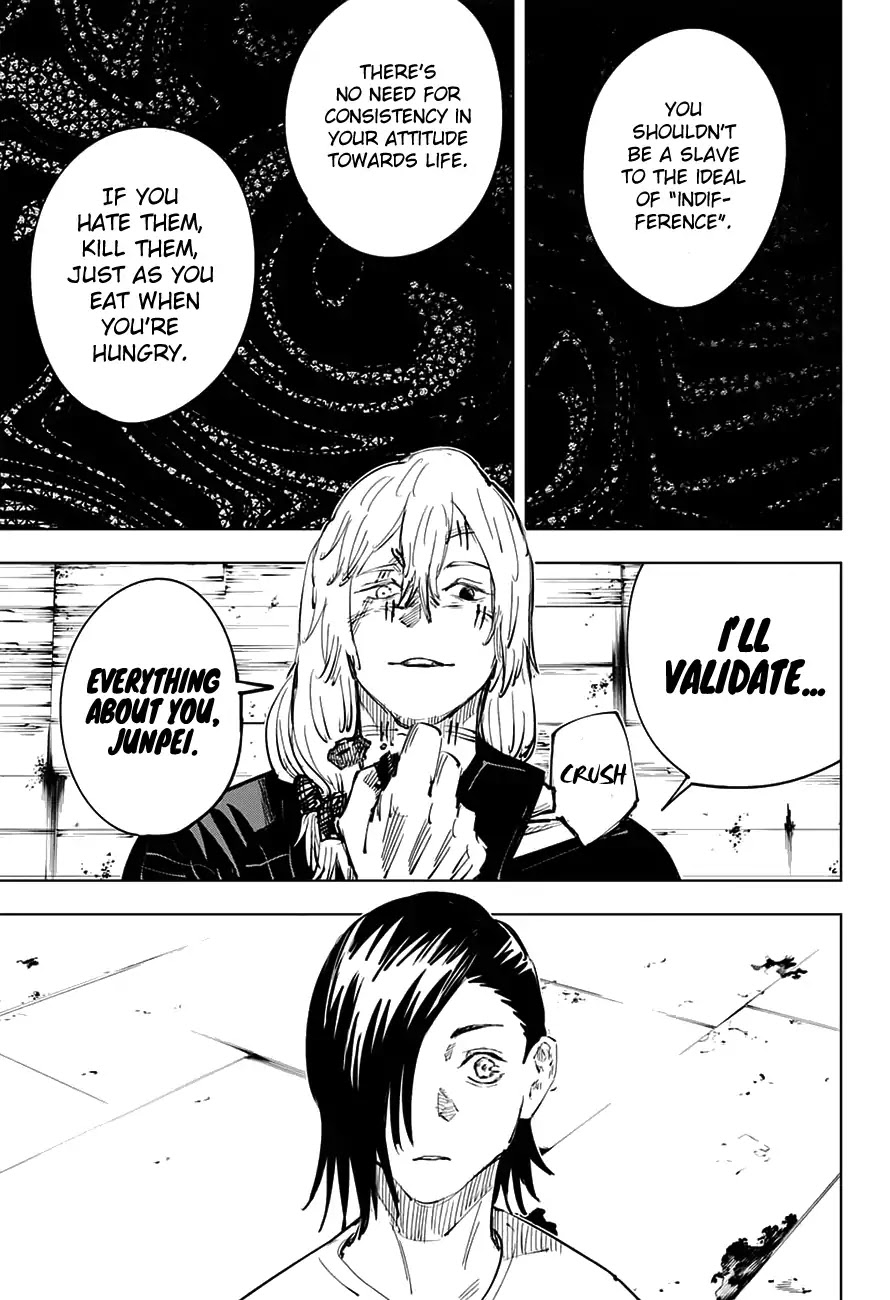 YOU
SHOULDN'T
BE A SLAVE
TO THE IDEAL
OF "INDIF-
FERENCE".
THERE'S
NO NEED FOR
CONSISTENCY IN
YOUR ATTITUDE
TOWARDS LIFE.
IF YOU
HATE THEM,
KILL THEM,
JUST AS YOU
EAT WHEN
YOU'RE
HUNGRY.
I'LL
VALIDATE...
CRUSH
EVERYTHING
ABOUT YOU,
JUNPEI.